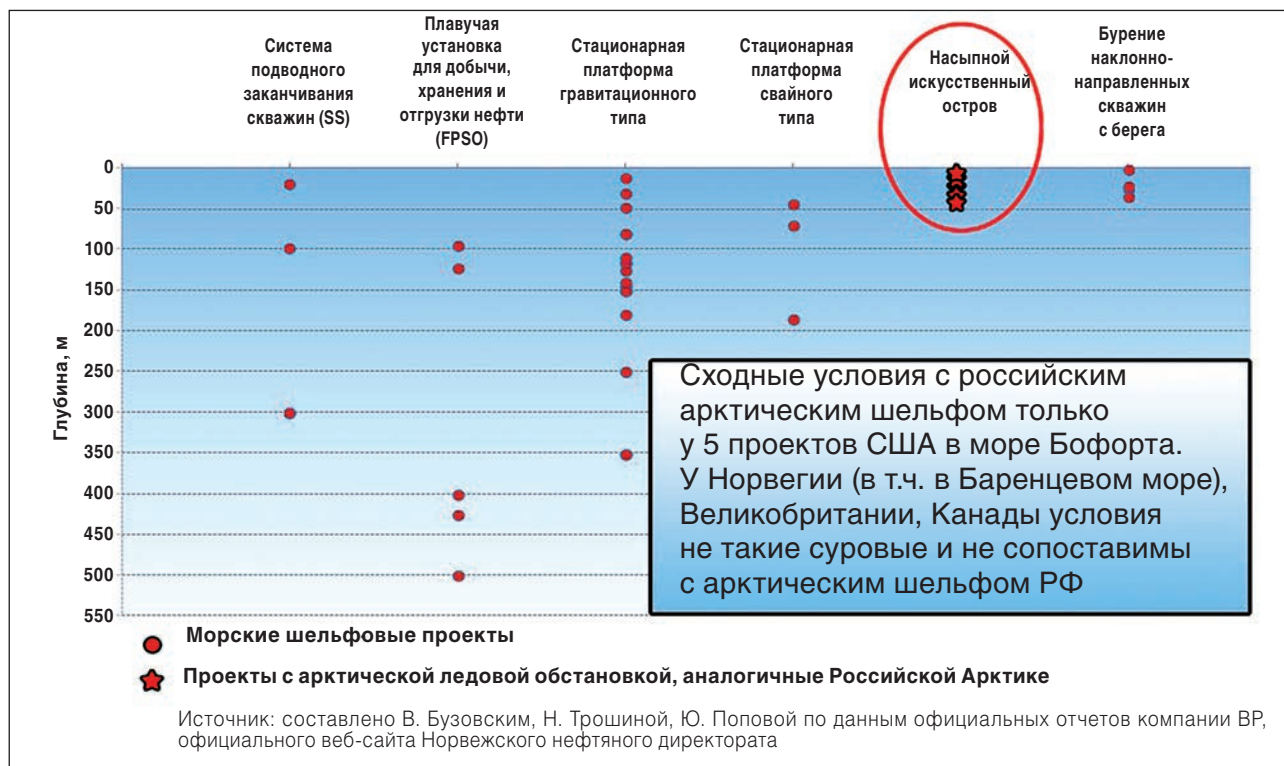 Система
подводного
заканчивания
скважин (SS)
Плавучая
установка
для добычи,
хранения и
отгрузки нефти
(FPSO)
Стационарная
платформа
гравитационного
типа
Стационарная
платформа
свайного
типа
Насыпной
искусственный
остров
Бурение
наклонно-
направленных
скважин
с берега
Глубина, м
0
50
100
150
200
250
300
350
400
450
500
550
Сходные условия с российским
арктическим шельфом только
у 5 проектов США в море Бофорта.
У Норвегии (в т.ч. в Баренцевом море),
Великобритании, Канады условия
не такие суровые и не сопоставимы
с арктическим шельфом РФ
Морские шельфовые проекты
Проекты с арктической ледовой обстановкой, аналогичные Российской Арктике
Источник: составлено В. Бузовским, Н. Трошиной, Ю. Поповой по данным официальных отчетов компании BP,
официального веб-сайта Норвежского нефтяного директората